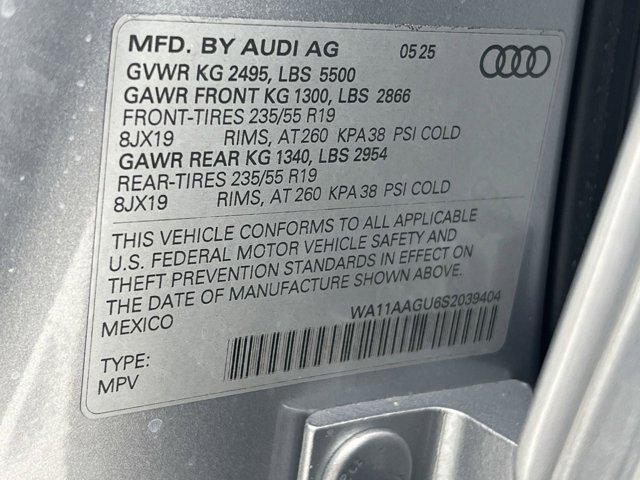 MFD. BY AUDI AG 05 25
GVWR KG 2495, LBS 5500
GAWR FRONT KG 1300, LBS 2866
FRONT-TIRES 235/55 R19
8JX19 RIMS, AT 260 KPA 38 PSI COLD
GAWR REAR KG 1340, LBS 2954
REAR-TIRES 235/55 R19
8JX19 RIMS, AT 260 KPA 38 PSI COLD
THIS VEHICLE CONFORMS TO ALL APPLICABLE
U.S. FEDERAL MOTOR VEHICLE SAFETY AND
THEFT PREVENTION STANDARDS IN EFFECT ON
THE DATE OF MANUFACTURE SHOWN ABOVE.
MEXICO
WA11AAGU6S2039404
TYPE:
MPV